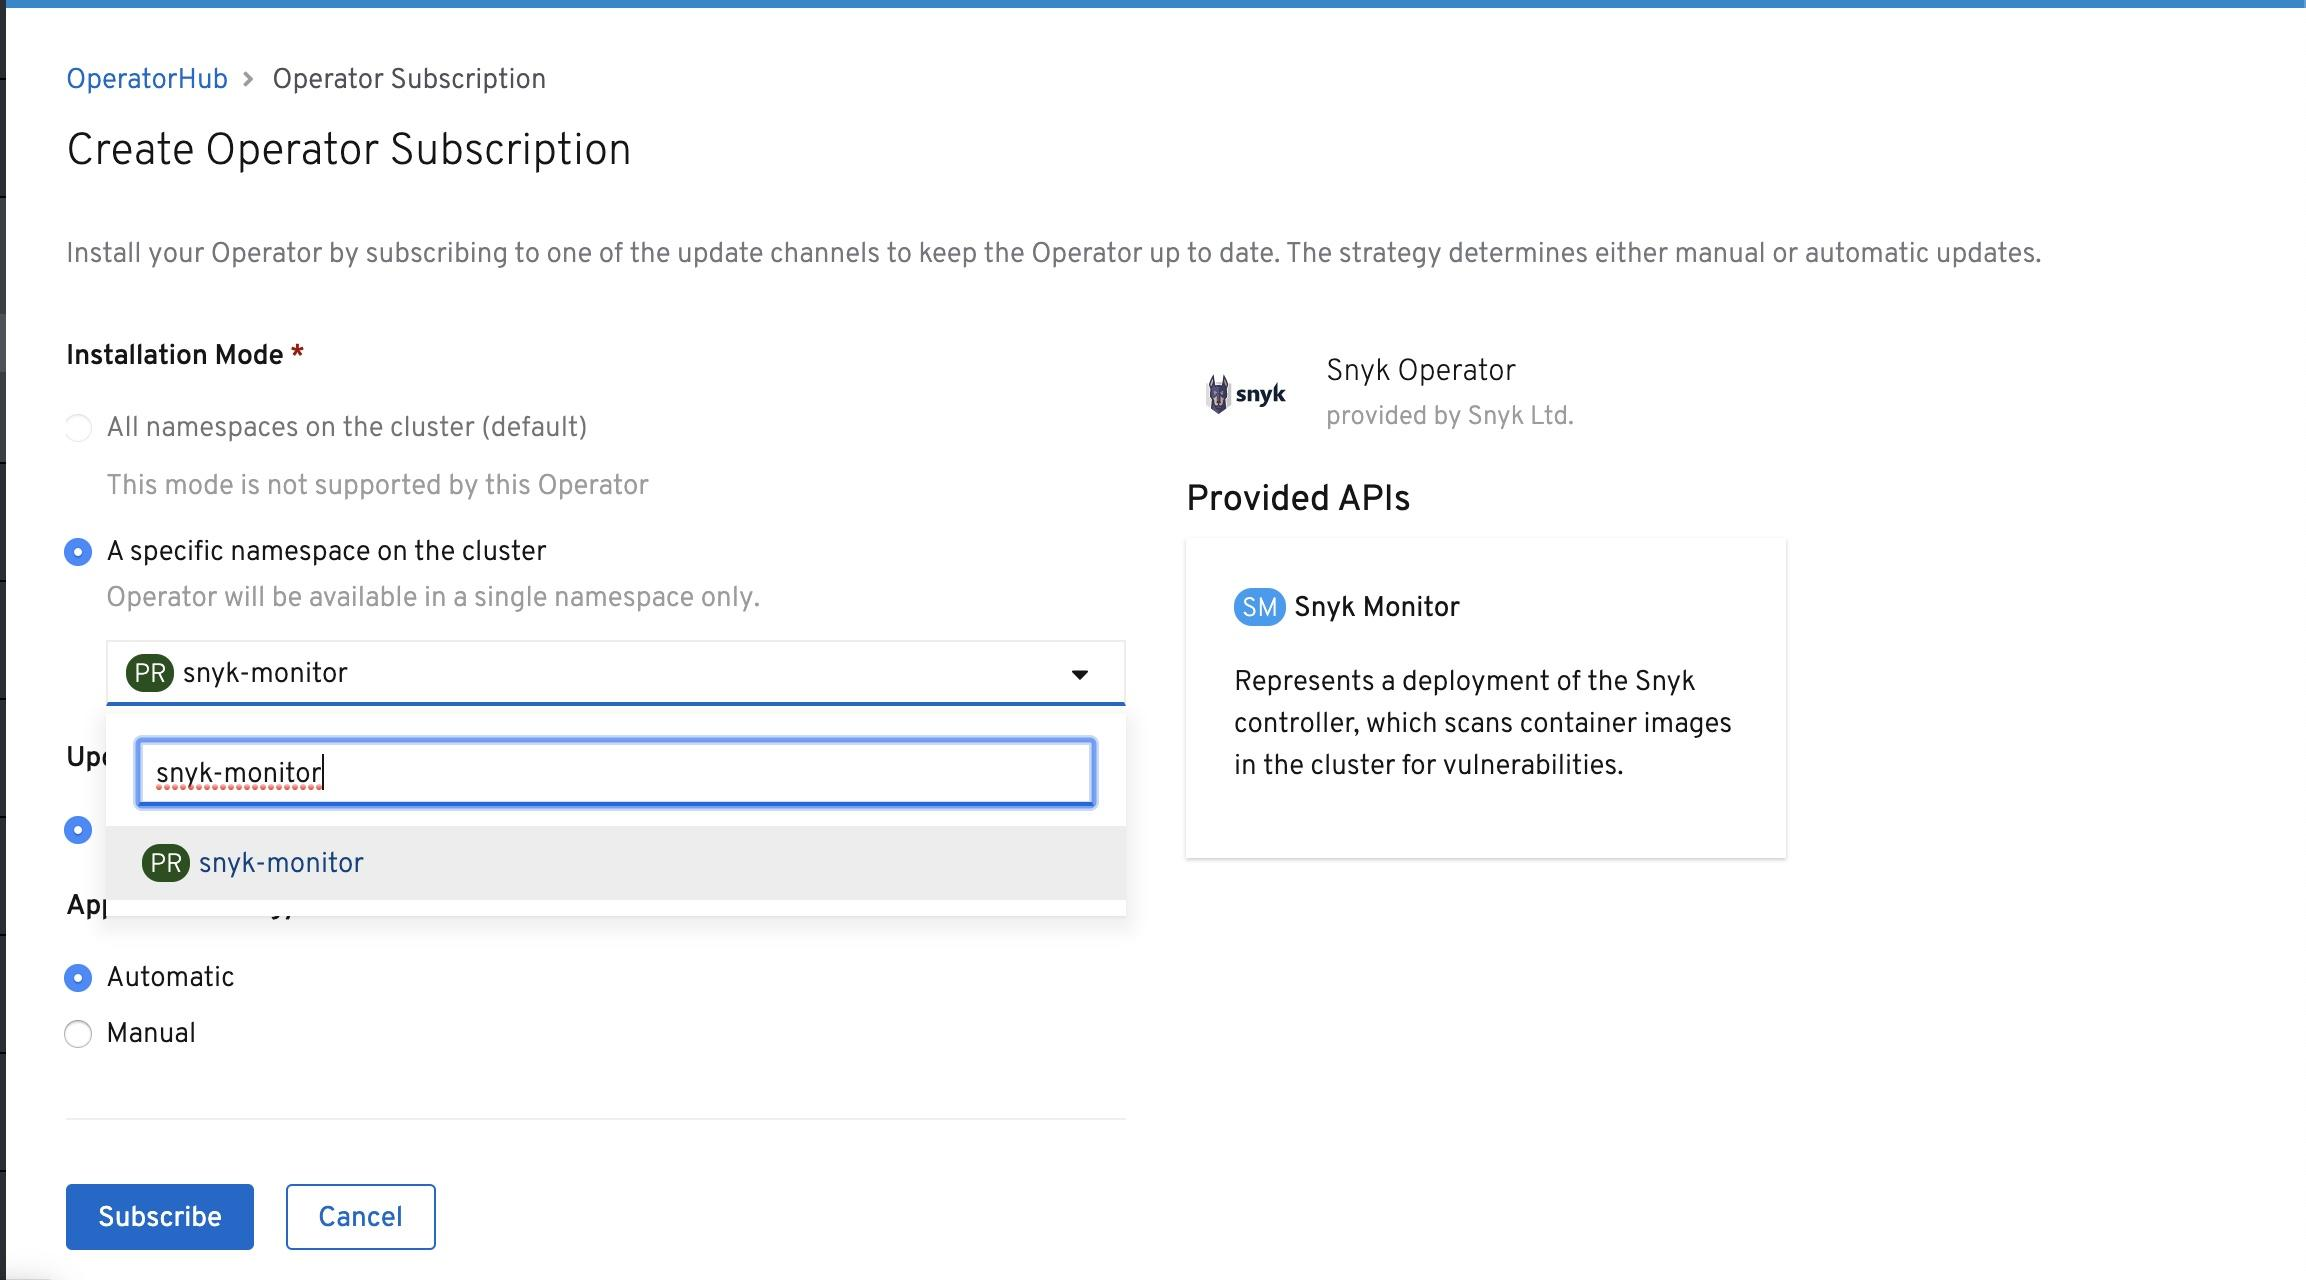 OperatorHub > Operator Subscription
Create Operator Subscription
Install your Operator by subscribing to one of the update channels to keep the Operator up to date. The strategy determines either manual or automatic updates.
Installation Mode *
All namespaces on the cluster (default)
This mode is not supported by this Operator
A specific namespace on the cluster
Operator will be available in a single namespace only.
PR snyk-monitor
snyk-monitor
PR snyk-monitor
Automatic
Manual
Subscribe Cancel
snyk
Snyk Operator
provided by Snyk Ltd.
Provided APIs
SM Snyk Monitor
Represents a deployment of the Snyk
controller, which scans container images
in the cluster for vulnerabilities.